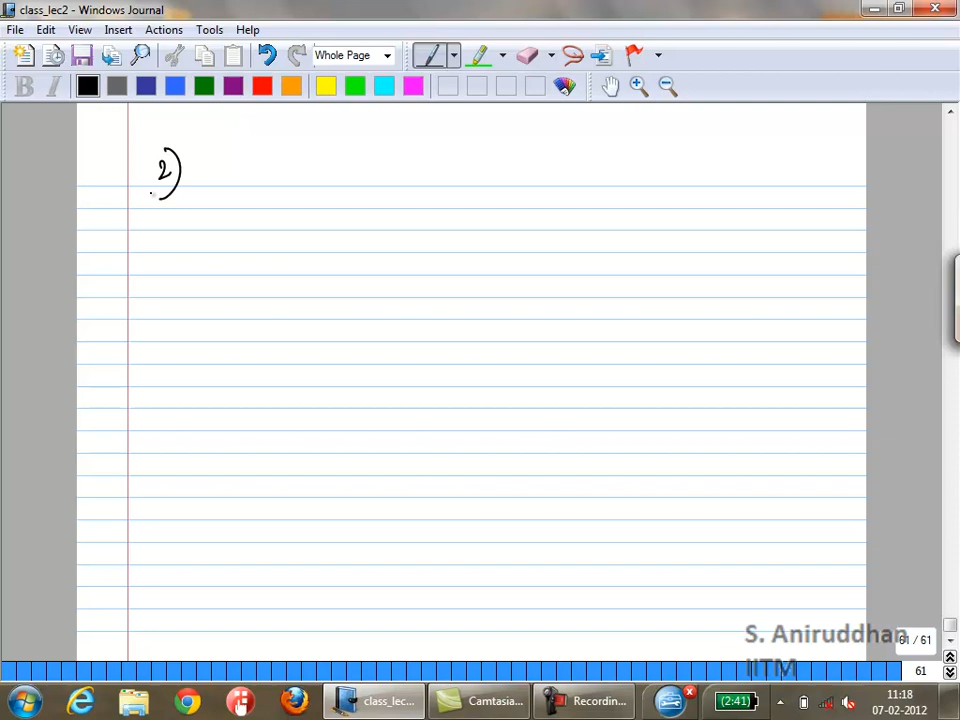 class_lec2 - Windows Journal
File Edit View Insert Actions Tools Help
Whole Page
B I
2)
S. Aniruddhan
IITM
61 / 61
61
class_lec... Camtasia... Recordin... (2:41) 11:18
07-02-2012